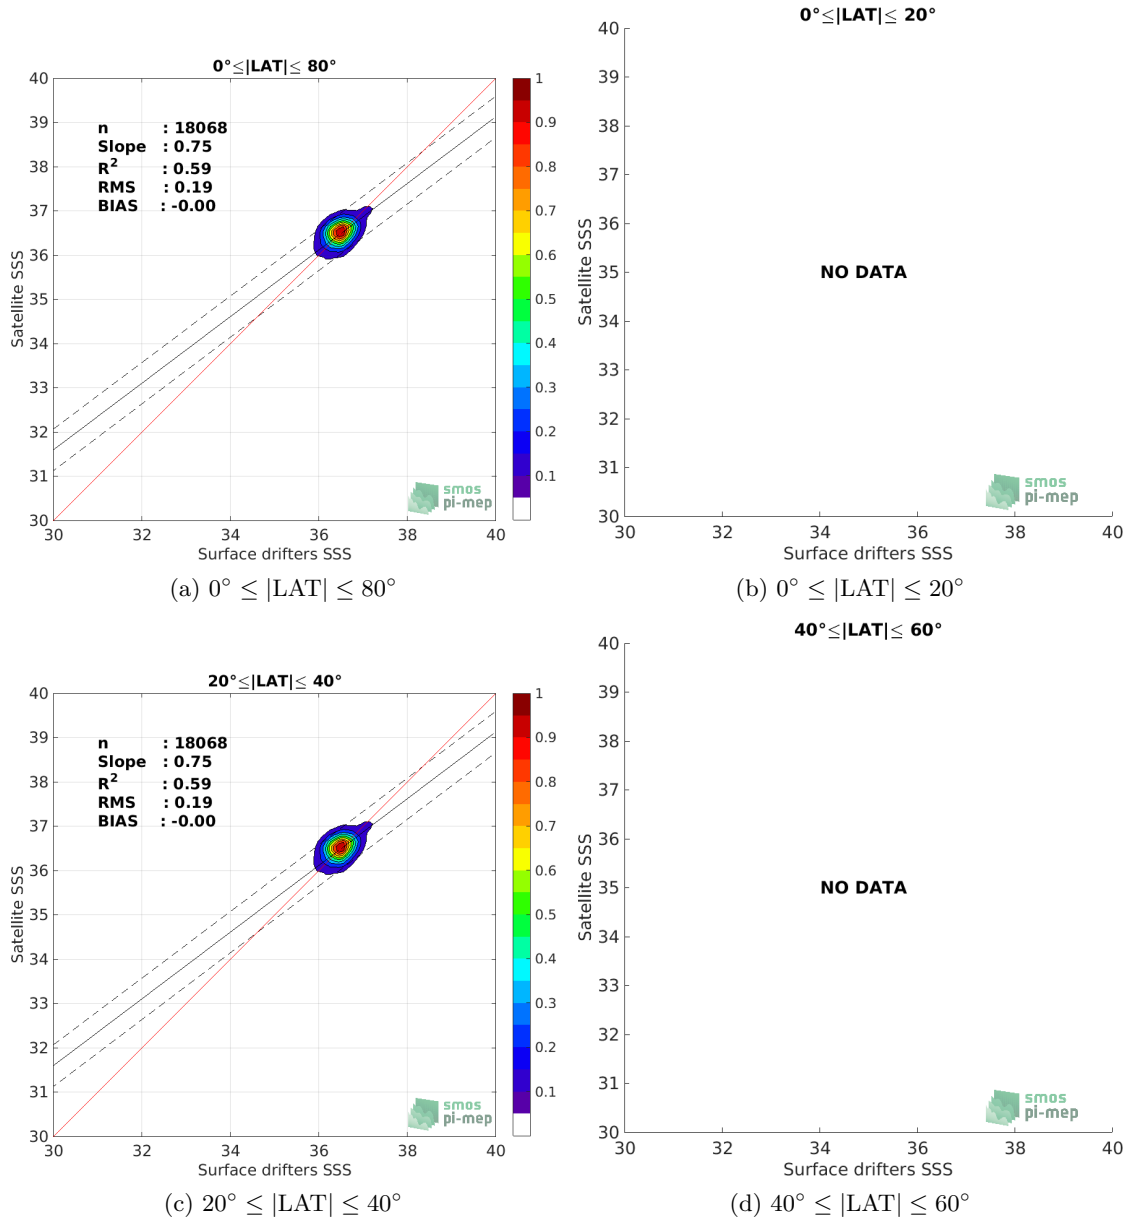 0°≤|LAT|≤ 80°
40
39
38
37
36
35
34
33
32
31
30
30 32 34 36 38 40
Satellite SSS
Surface drifters SSS
n : 18068
Slope : 0.75
R² : 0.59
RMS : 0.19
BIAS : -0.00
1
0.9
0.8
0.7
0.6
0.5
0.4
0.3
0.2
0.1
smos
pi-mep
(a) 0° ≤ |LAT| ≤ 80°
0°≤|LAT|≤ 20°
40
39
38
37
36
35
34
33
32
31
30
30 32 34 36 38 40
Satellite SSS
Surface drifters SSS
NO DATA
smos
pi-mep
(b) 0° ≤ |LAT| ≤ 20°
20°≤|LAT|≤ 40°
40
39
38
37
36
35
34
33
32
31
30
30 32 34 36 38 40
Satellite SSS
Surface drifters SSS
n : 18068
Slope : 0.75
R² : 0.59
RMS : 0.19
BIAS : -0.00
1
0.9
0.8
0.7
0.6
0.5
0.4
0.3
0.2
0.1
smos
pi-mep
(c) 20° ≤ |LAT| ≤ 40°
40°≤|LAT|≤ 60°
40
39
38
37
36
35
34
33
32
31
30
30 32 34 36 38 40
Satellite SSS
Surface drifters SSS
NO DATA
smos
pi-mep
(d) 40° ≤ |LAT| ≤ 60°